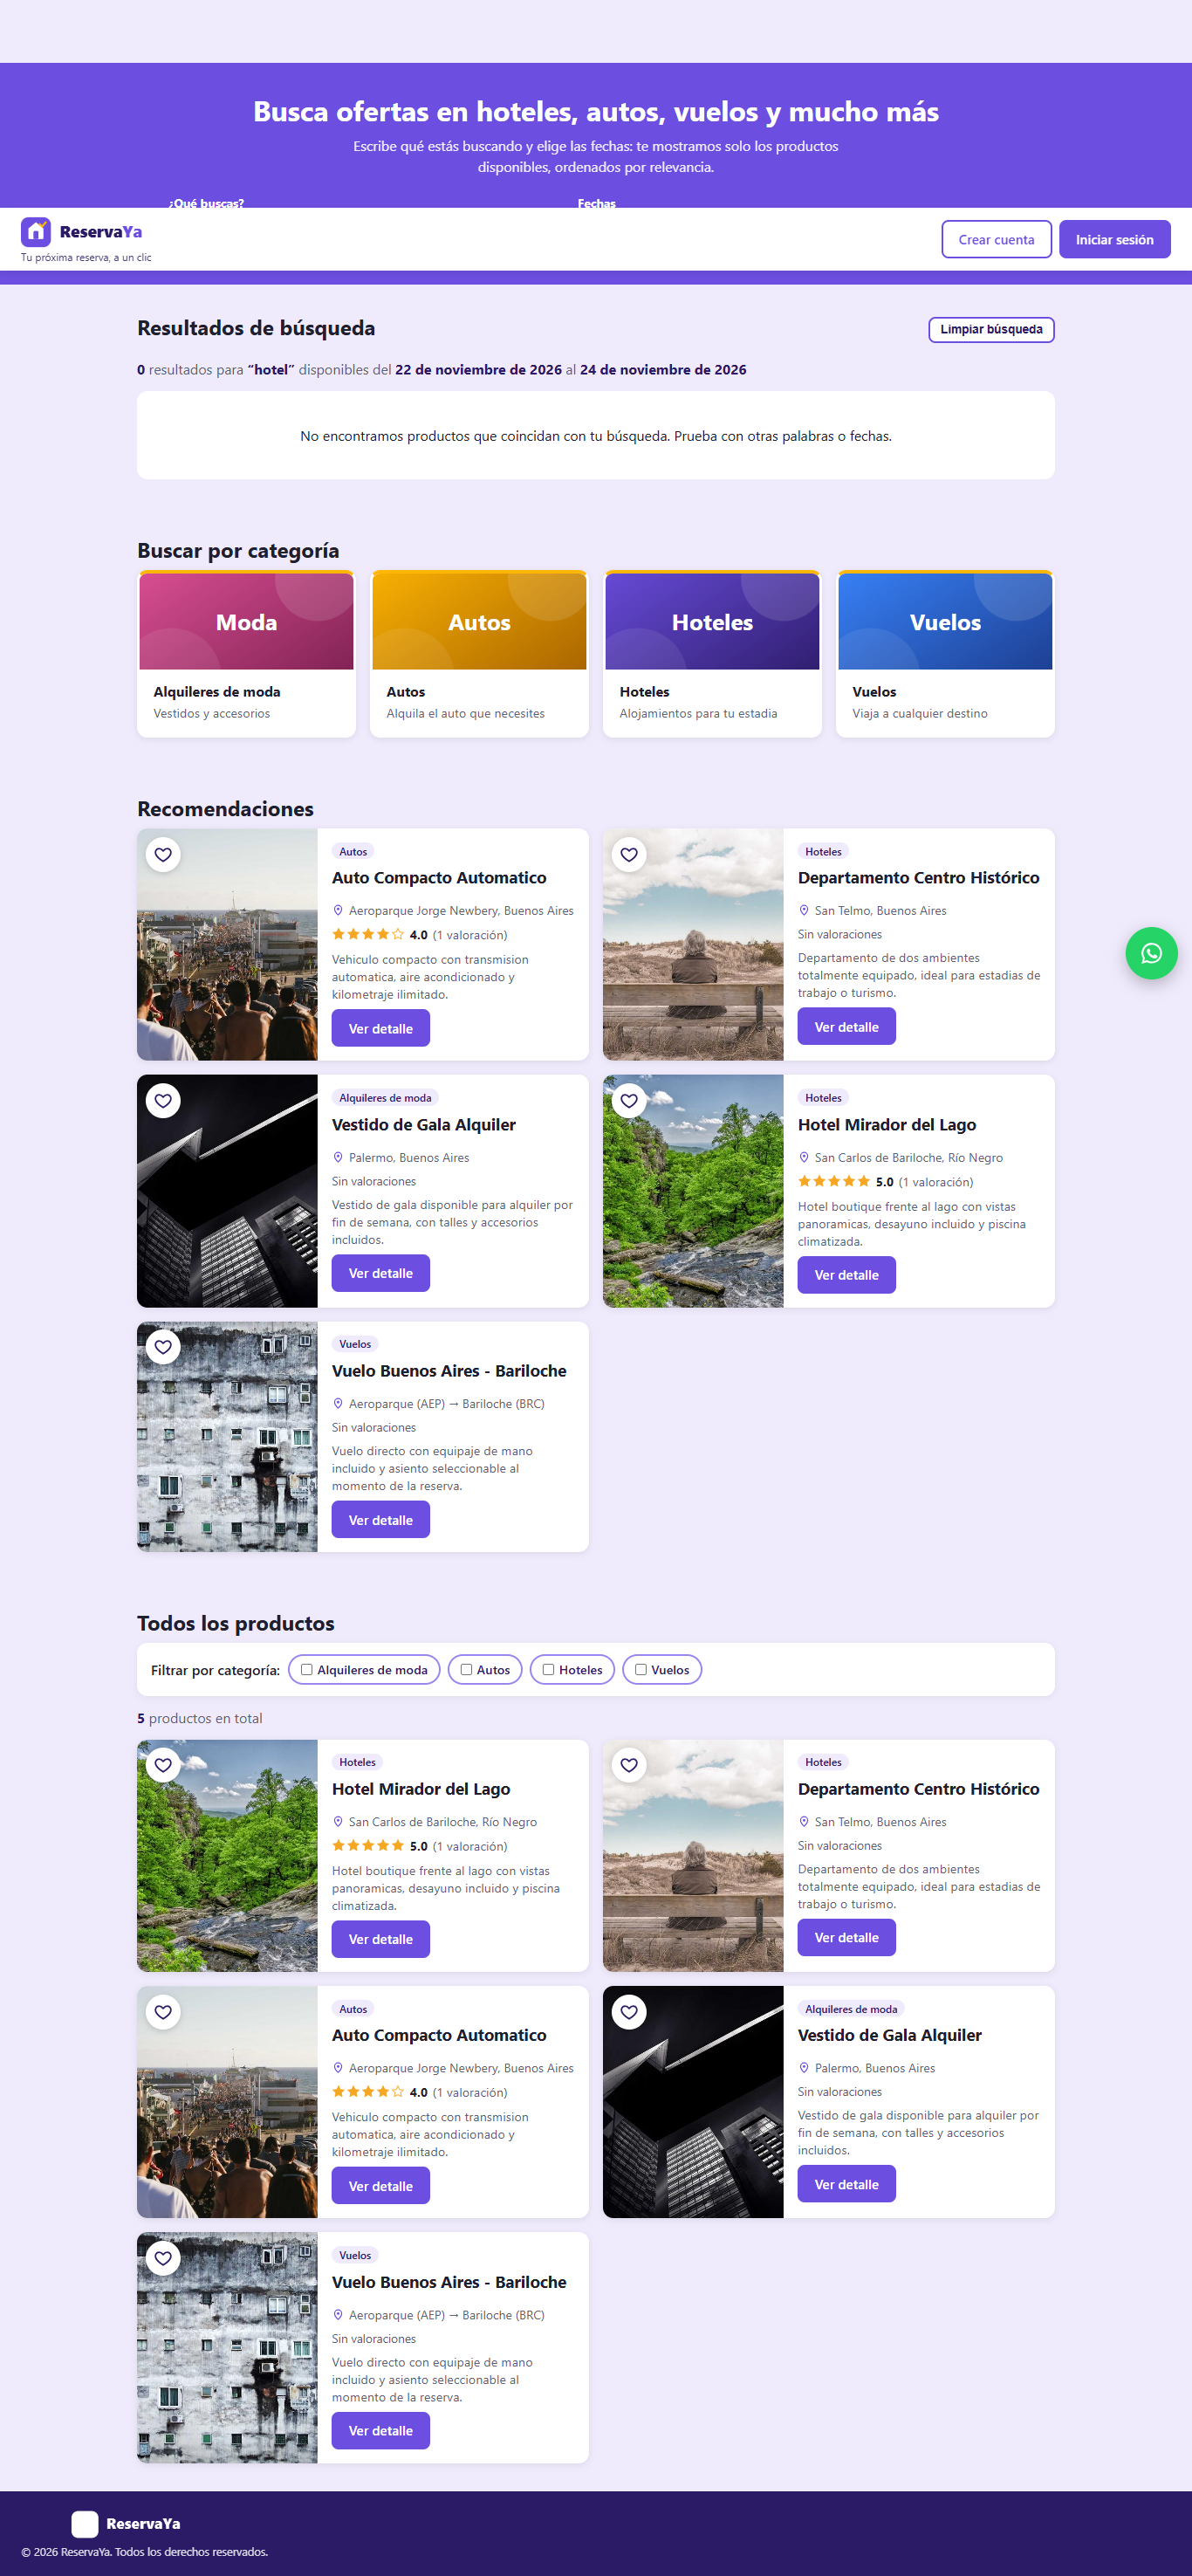 Busca ofertas en hoteles, autos, vuelos y mucho más
Escribe qué estás buscando y elige las fechas: te mostramos solo los productos
disponibles, ordenados por relevancia.
¿Qué buscas?
Fechas
ReservaYa
Tu próxima reserva, a un clic
Crear cuenta
Iniciar sesión
Resultados de búsqueda
Limpiar búsqueda
0 resultados para “hotel” disponibles del 22 de noviembre de 2026 al 24 de noviembre de 2026
No encontramos productos que coincidan con tu búsqueda. Prueba con otras palabras o fechas.
Buscar por categoría
Moda
Alquileres de moda
Vestidos y accesorios
Autos
Autos
Alquila el auto que necesites
Hoteles
Hoteles
Alojamientos para tu estadia
Vuelos
Vuelos
Viaja a cualquier destino
Recomendaciones
Autos
Auto Compacto Automatico
Aeroparque Jorge Newbery, Buenos Aires
4.0 (1 valoración)
Vehiculo compacto con transmision
automatica, aire acondicionado y
kilometraje ilimitado.
Ver detalle
Hoteles
Departamento Centro Histórico
San Telmo, Buenos Aires
Sin valoraciones
Departamento de dos ambientes
totalmente equipado, ideal para estadias de
trabajo o turismo.
Ver detalle
Alquileres de moda
Vestido de Gala Alquiler
Palermo, Buenos Aires
Sin valoraciones
Vestido de gala disponible para alquiler por
fin de semana, con talles y accesorios
incluidos.
Ver detalle
Hoteles
Hotel Mirador del Lago
San Carlos de Bariloche, Río Negro
5.0 (1 valoración)
Hotel boutique frente al lago con vistas
panoramicas, desayuno incluido y piscina
climatizada.
Ver detalle
Vuelos
Vuelo Buenos Aires - Bariloche
Aeroparque (AEP) → Bariloche (BRC)
Sin valoraciones
Vuelo directo con equipaje de mano
incluido y asiento seleccionable al
momento de la reserva.
Ver detalle
Todos los productos
Filtrar por categoría:
Alquileres de moda
Autos
Hoteles
Vuelos
5 productos en total
Hoteles
Hotel Mirador del Lago
San Carlos de Bariloche, Río Negro
5.0 (1 valoración)
Hotel boutique frente al lago con vistas
panoramicas, desayuno incluido y piscina
climatizada.
Ver detalle
Hoteles
Departamento Centro Histórico
San Telmo, Buenos Aires
Sin valoraciones
Departamento de dos ambientes
totalmente equipado, ideal para estadias de
trabajo o turismo.
Ver detalle
Autos
Auto Compacto Automatico
Aeroparque Jorge Newbery, Buenos Aires
4.0 (1 valoración)
Vehiculo compacto con transmision
automatica, aire acondicionado y
kilometraje ilimitado.
Ver detalle
Alquileres de moda
Vestido de Gala Alquiler
Palermo, Buenos Aires
Sin valoraciones
Vestido de gala disponible para alquiler por
fin de semana, con talles y accesorios
incluidos.
Ver detalle
Vuelos
Vuelo Buenos Aires - Bariloche
Aeroparque (AEP) → Bariloche (BRC)
Sin valoraciones
Vuelo directo con equipaje de mano
incluido y asiento seleccionable al
momento de la reserva.
Ver detalle
ReservaYa
© 2026 ReservaYa. Todos los derechos reservados.